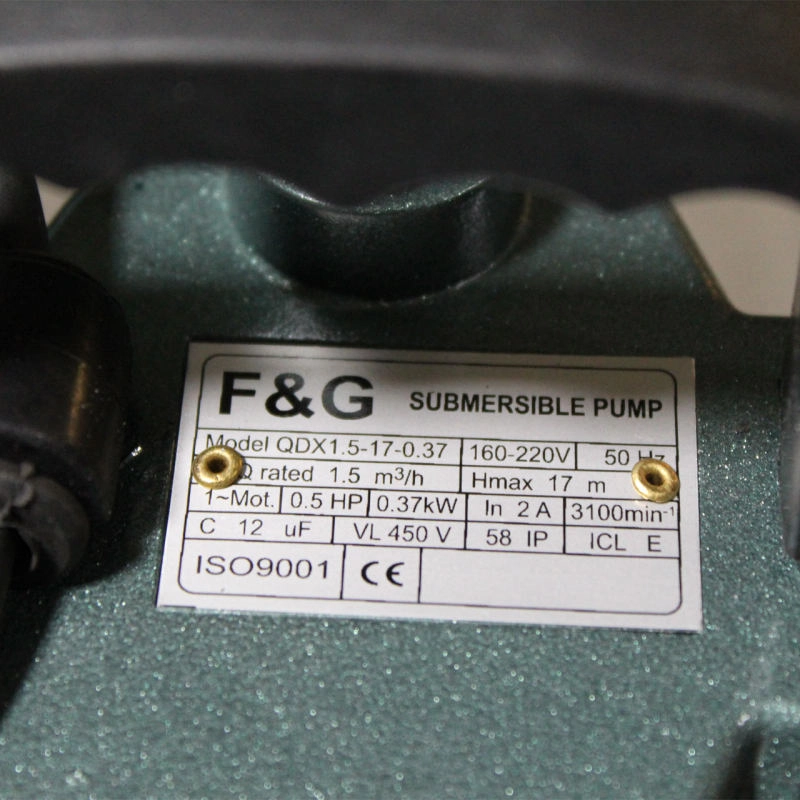 F&G SUBMERSIBLE PUMP
Model QDX1.5-17-0.37 160-220V 50 Hz
Q rated 1.5 m³/h Hmax 17 m
1~Mot. 0.5 HP 0.37kW In 2 A 3100min⁻¹
C 12 uF VL 450 V 58 IP ICL E
ISO9001 CE